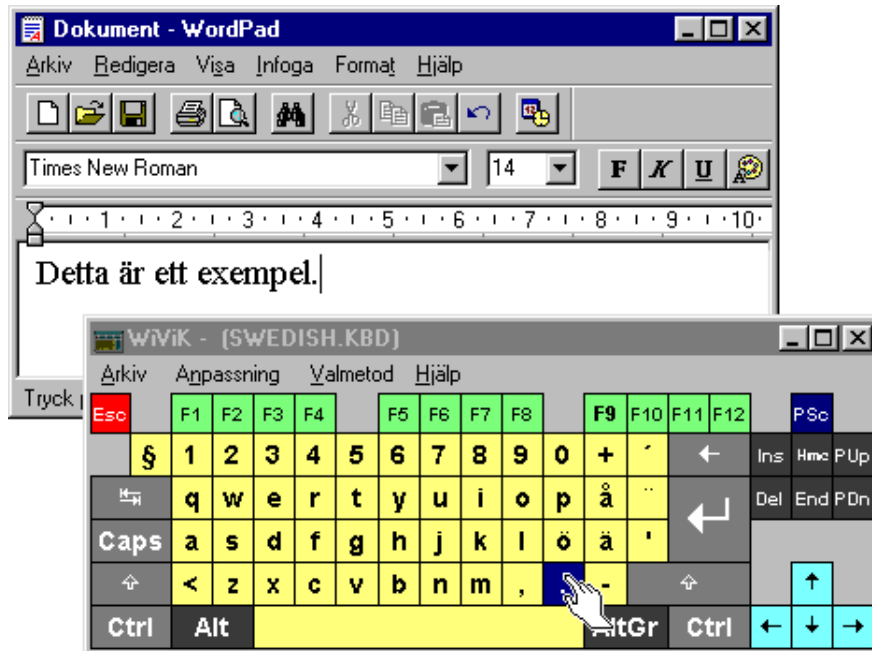 Dokument - WordPad
Arkiv Redigera Visa Infoga Format Hjälp
Times New Roman 14 F K U
1 2 3 4 5 6 7 8 9 10
Detta är ett exempel.
WiViK - (SWEDISH.KBD)
Arkiv Anpassning Valmetod Hjälp
Tryck
Esc F1 F2 F3 F4 F5 F6 F7 F8 F9 F10 F11 F12 PSc
§ 1 2 3 4 5 6 7 8 9 0 + ´ ← Ins Hme PUp
q w e r t y u i o p å ¨ Del End PDn
Caps a s d f g h j k l ö ä '
< z x c v b n m , . - ↑
Ctrl Alt AltGr Ctrl ← ↓ →